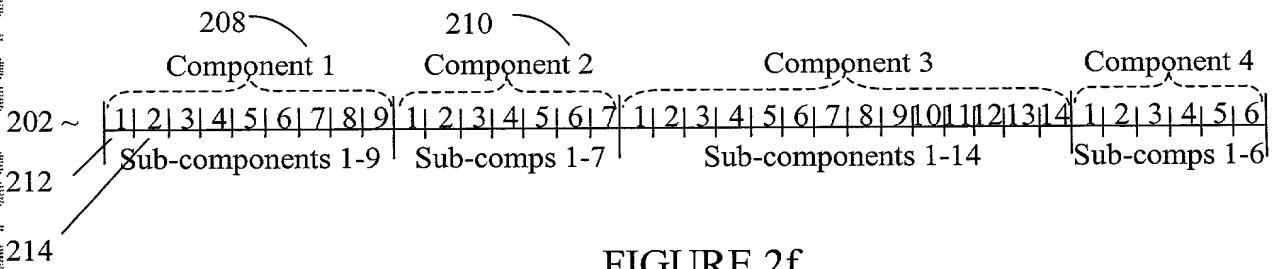 208 210
Component 1 Component 2 Component 3 Component 4
202 ~ 1 2 3 4 5 6 7 8 9 1 2 3 4 5 6 7 1 2 3 4 5 6 7 8 9 10 11 12 13 14 1 2 3 4 5 6
Sub-components 1-9 Sub-comps 1-7 Sub-components 1-14 Sub-comps 1-6
212
214
FIGURE 2f